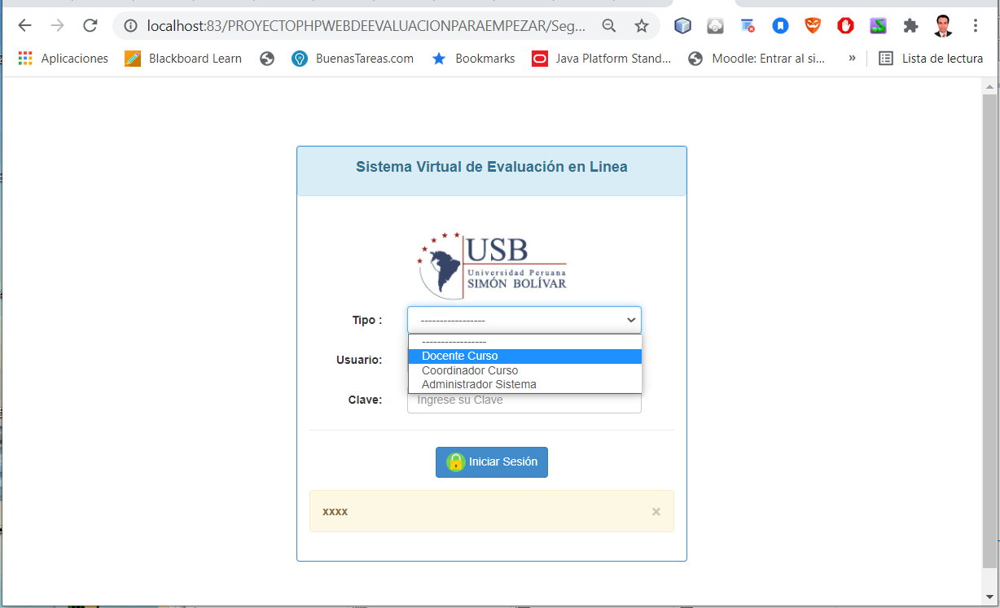 localhost:83/PROYECTOPHPWEBDEEVALUACIONPARAEMPEZAR/Seg...
Aplicaciones
Blackboard Learn
BuenasTareas.com
Bookmarks
Java Platform Stand...
Moodle: Entrar al si...
»
Lista de lectura
Sistema Virtual de Evaluación en Linea
USB
Universidad Peruana
SIMÓN BOLÍVAR
Tipo :
-----------------
-----------------
Docente Curso
Usuario:
Coordinador Curso
Administrador Sistema
Clave:
Ingrese su Clave
Iniciar Sesión
xxxx
×